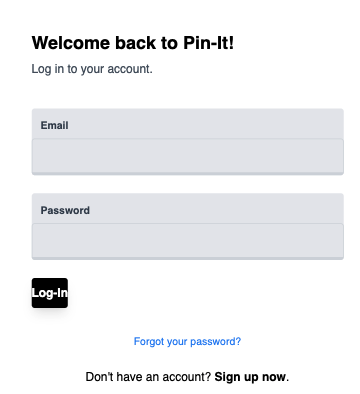 Welcome back to Pin-It!
Log in to your account.
Email
Password
Log-In
Forgot your password?
Don't have an account? Sign up now.